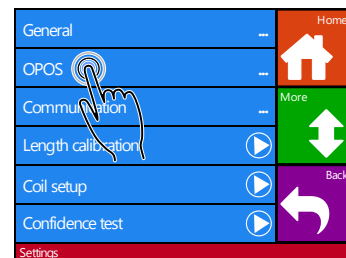 General ...
Home
OPOS ...
Communication ...
More
Length calibration
Coil setup
Back
Confidence test
Settings